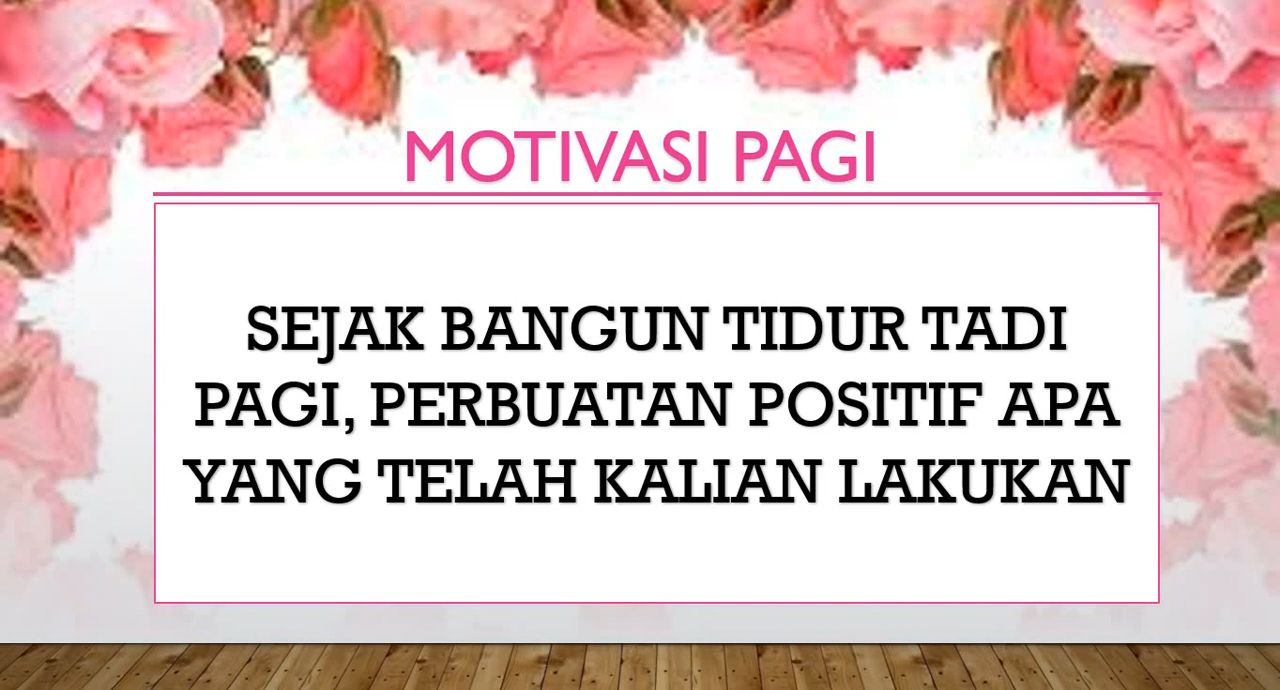 MOTIVASI PAGI
SEJAK BANGUN TIDUR TADI
PAGI, PERBUATAN POSITIF APA
YANG TELAH KALIAN LAKUKAN